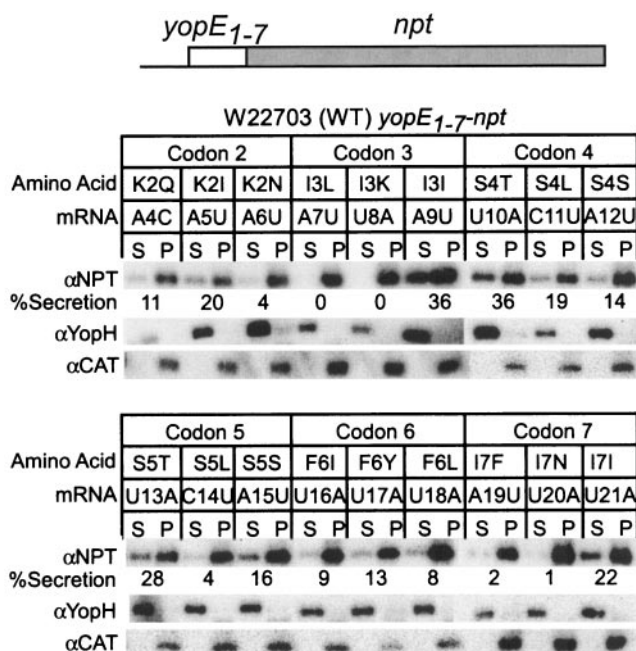 yopE1-7 npt
W22703 (WT) yopE1-7-npt
Codon 2 Codon 3 Codon 4
Amino Acid K2Q K2I K2N I3L I3K I3I S4T S4L S4S
mRNA A4C A5U A6U A7U U8A A9U U10A C11U A12U
S P S P S P S P S P S P S P S P S P
αNPT
%Secretion 11 20 4 0 0 36 36 19 14
αYopH
αCAT
Codon 5 Codon 6 Codon 7
Amino Acid S5T S5L S5S F6I F6Y F6L I7F I7N I7I
mRNA U13A C14U A15U U16A U17A U18A A19U U20A U21A
S P S P S P S P S P S P S P S P S P
αNPT
%Secretion 28 4 16 9 13 8 2 1 22
αYopH
αCAT